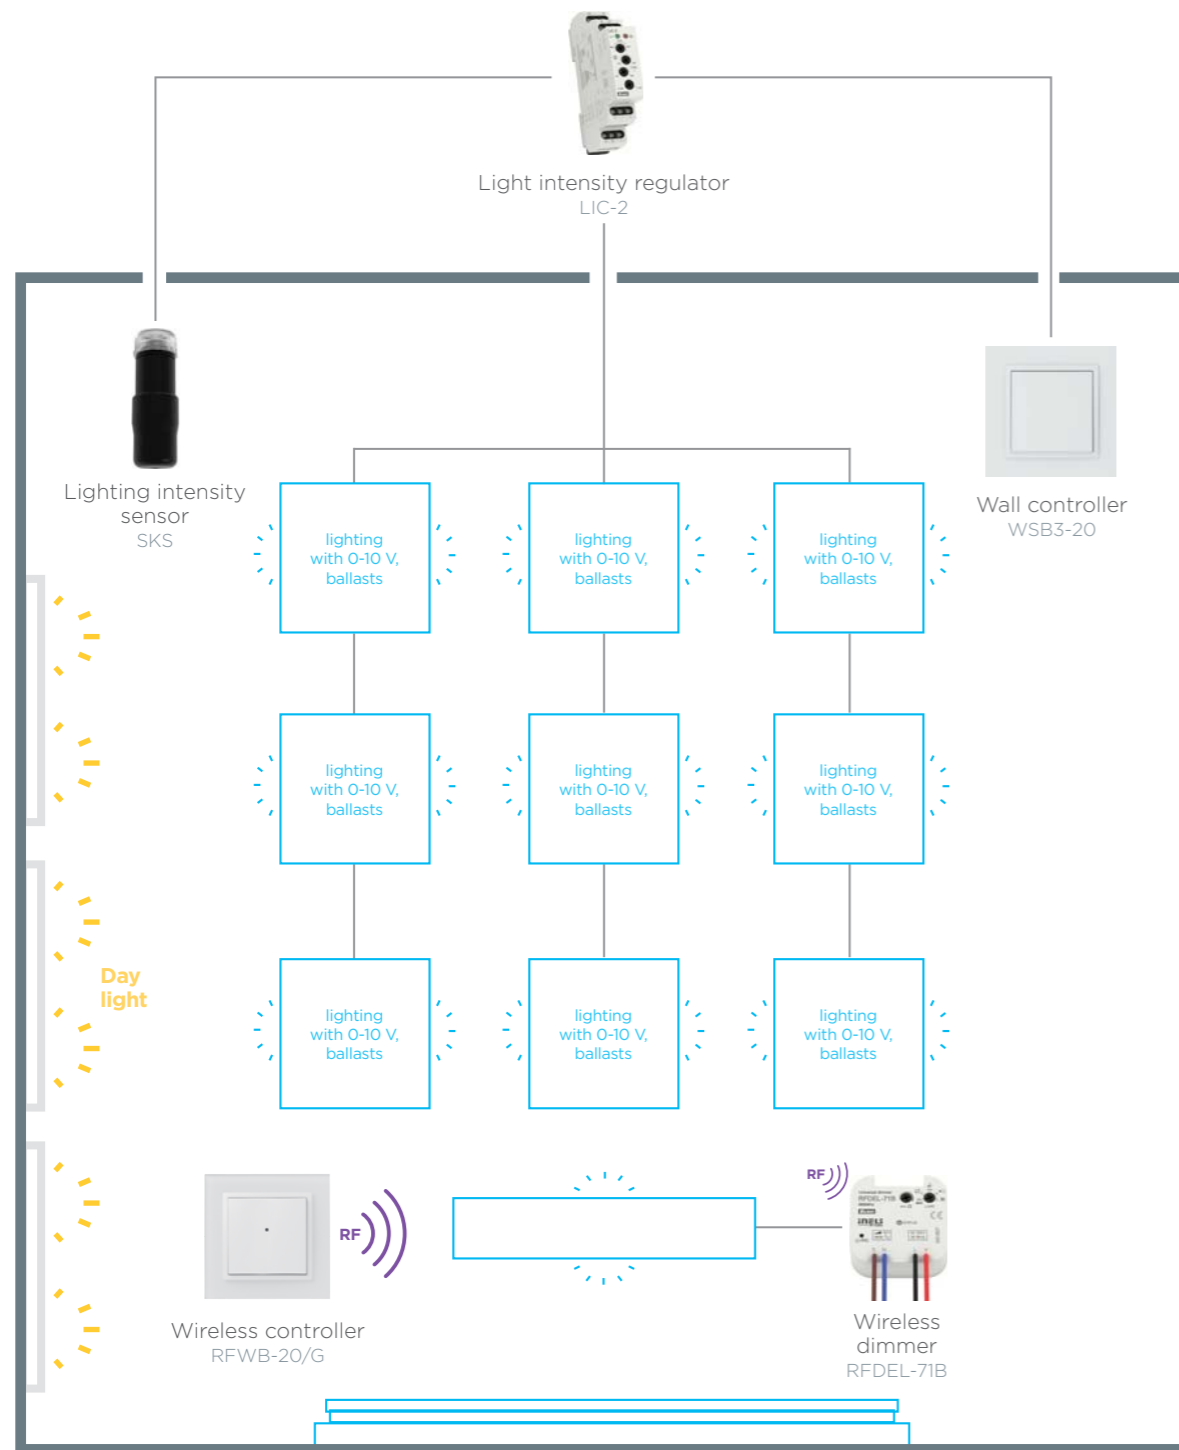 Light intensity regulator
LIC-2
Lighting intensity
sensor
SKS
Wall controller
WSB3-20
lighting
with 0-10 V,
ballasts
lighting
with 0-10 V,
ballasts
lighting
with 0-10 V,
ballasts
lighting
with 0-10 V,
ballasts
lighting
with 0-10 V,
ballasts
lighting
with 0-10 V,
ballasts
Day
light
lighting
with 0-10 V,
ballasts
lighting
with 0-10 V,
ballasts
lighting
with 0-10 V,
ballasts
RF
RF
RFDEL-71B
Wireless controller
RFWB-20/G
Wireless
dimmer
RFDEL-71B